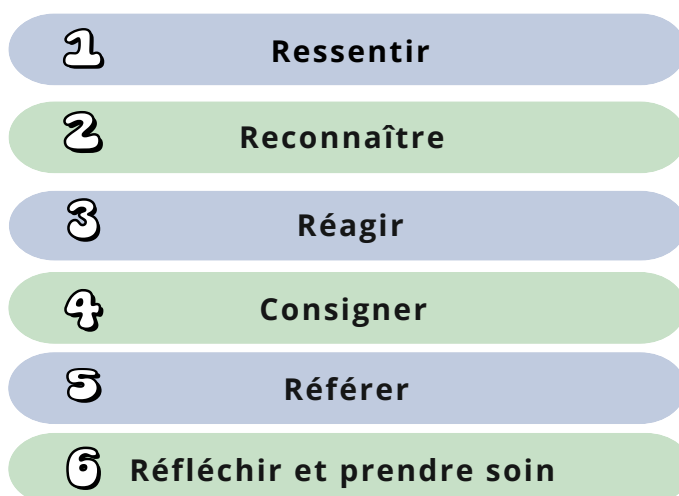 1 Ressentir
2 Reconnaître
3 Réagir
4 Consigner
5 Référer
6 Réfléchir et prendre soin